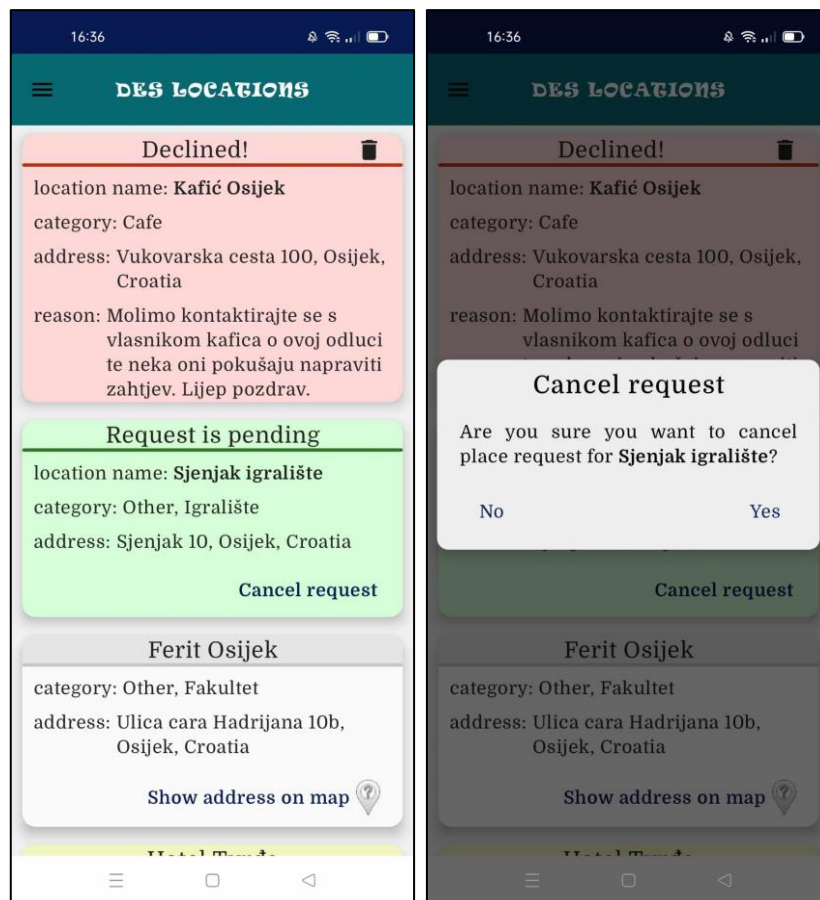 16:36
DES LOCATIONS
Declined!
location name: Kafić Osijek
category: Cafe
address: Vukovarska cesta 100, Osijek,
Croatia
reason: Molimo kontaktirajte se s
vlasnikom kafica o ovoj odluci
te neka oni pokušaju napraviti
zahtjev. Lijep pozdrav.
Request is pending
location name: Sjenjak igralište
category: Other, Igralište
address: Sjenjak 10, Osijek, Croatia
Cancel request
Ferit Osijek
category: Other, Fakultet
address: Ulica cara Hadrijana 10b,
Osijek, Croatia
Show address on map
Hotel
16:36
DES LOCATIONS
Declined!
location name: Kafić Osijek
category: Cafe
address: Vukovarska cesta 100, Osijek,
Croatia
reason: Molimo kontaktirajte se s
vlasnikom kafica o ovoj odluci
Cancel request
Are you sure you want to cancel
place request for Sjenjak igralište?
No Yes
Cancel request
Ferit Osijek
category: Other, Fakultet
address: Ulica cara Hadrijana 10b,
Osijek, Croatia
Show address on map
Hotel